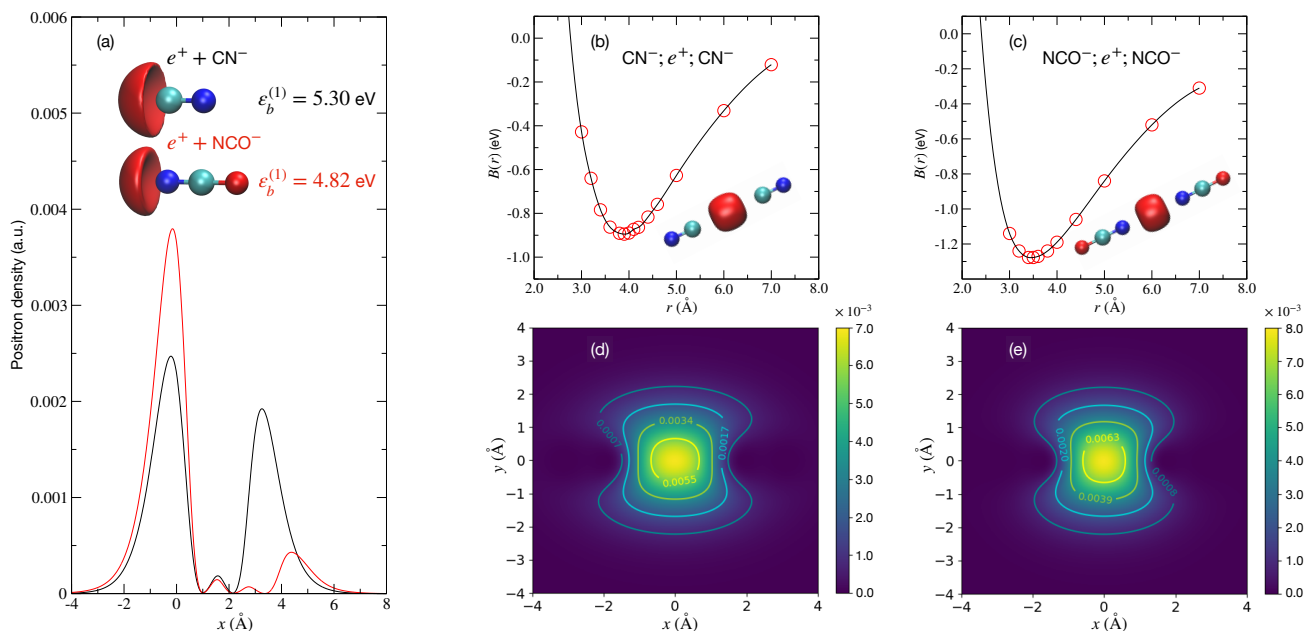 (a)
e⁺ + CN⁻
ε_b^(1) = 5.30 eV
e⁺ + NCO⁻
ε_b^(1) = 4.82 eV
Positron density (a.u.)
0.006
0.005
0.004
0.003
0.002
0.001
0
-4 -2 0 2 4 6 8
x (Å)
(b)
CN⁻; e⁺; CN⁻
B(r) (eV)
0.0
-0.2
-0.4
-0.6
-0.8
-1.0
2.0 3.0 4.0 5.0 6.0 7.0 8.0
r (Å)
(c)
NCO⁻; e⁺; NCO⁻
B(r) (eV)
0.0
-0.2
-0.4
-0.6
-0.8
-1.0
-1.2
2.0 3.0 4.0 5.0 6.0 7.0 8.0
r (Å)
(d)
y (Å)
4
3
2
1
0
−1
−2
−3
−4
0.0007
0.0034
0.0017
0.0055
−4 −2 0 2 4
x (Å)
× 10⁻³
7.0
6.0
5.0
4.0
3.0
2.0
1.0
0.0
(e)
y (Å)
4
3
2
1
0
−1
−2
−3
−4
0.0063
0.0020
0.0008
0.0039
−4 −2 0 2 4
x (Å)
× 10⁻³
8.0
7.0
6.0
5.0
4.0
3.0
2.0
1.0
0.0